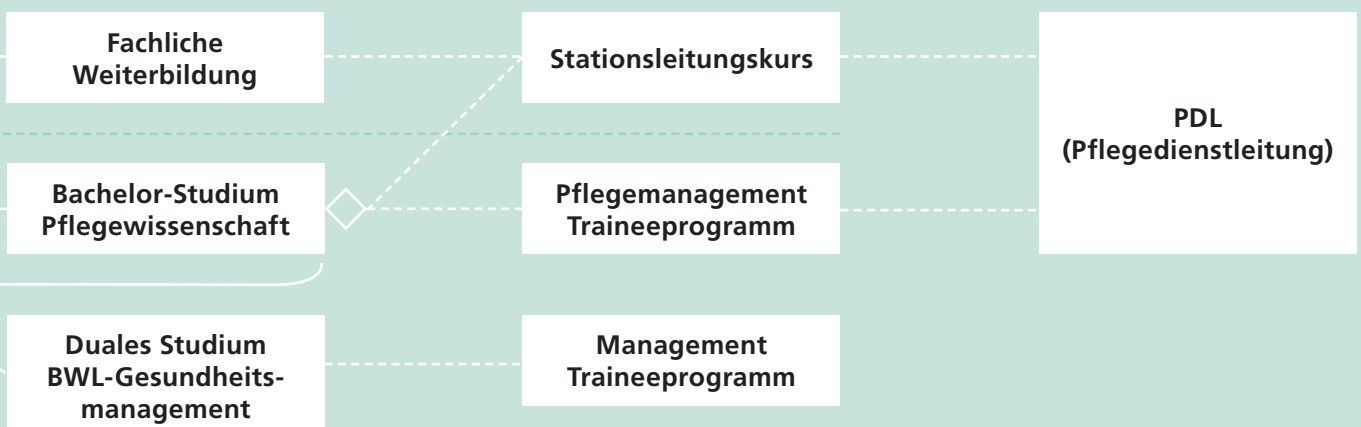 Fachliche
Weiterbildung
Stationsleitungskurs
PDL
(Pflegedienstleitung)
Bachelor-Studium
Pflegewissenschaft
Pflegemanagement
Traineeprogramm
Duales Studium
BWL-Gesundheits-
management
Management
Traineeprogramm